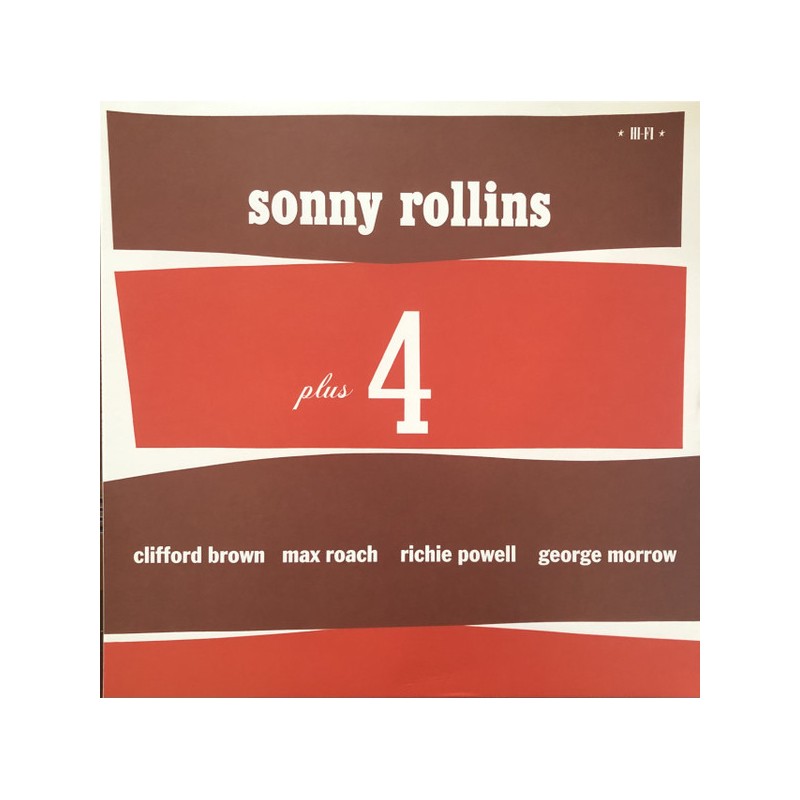 * HI-FI *
sonny rollins
plus 4
clifford brown max roach richie powell george morrow